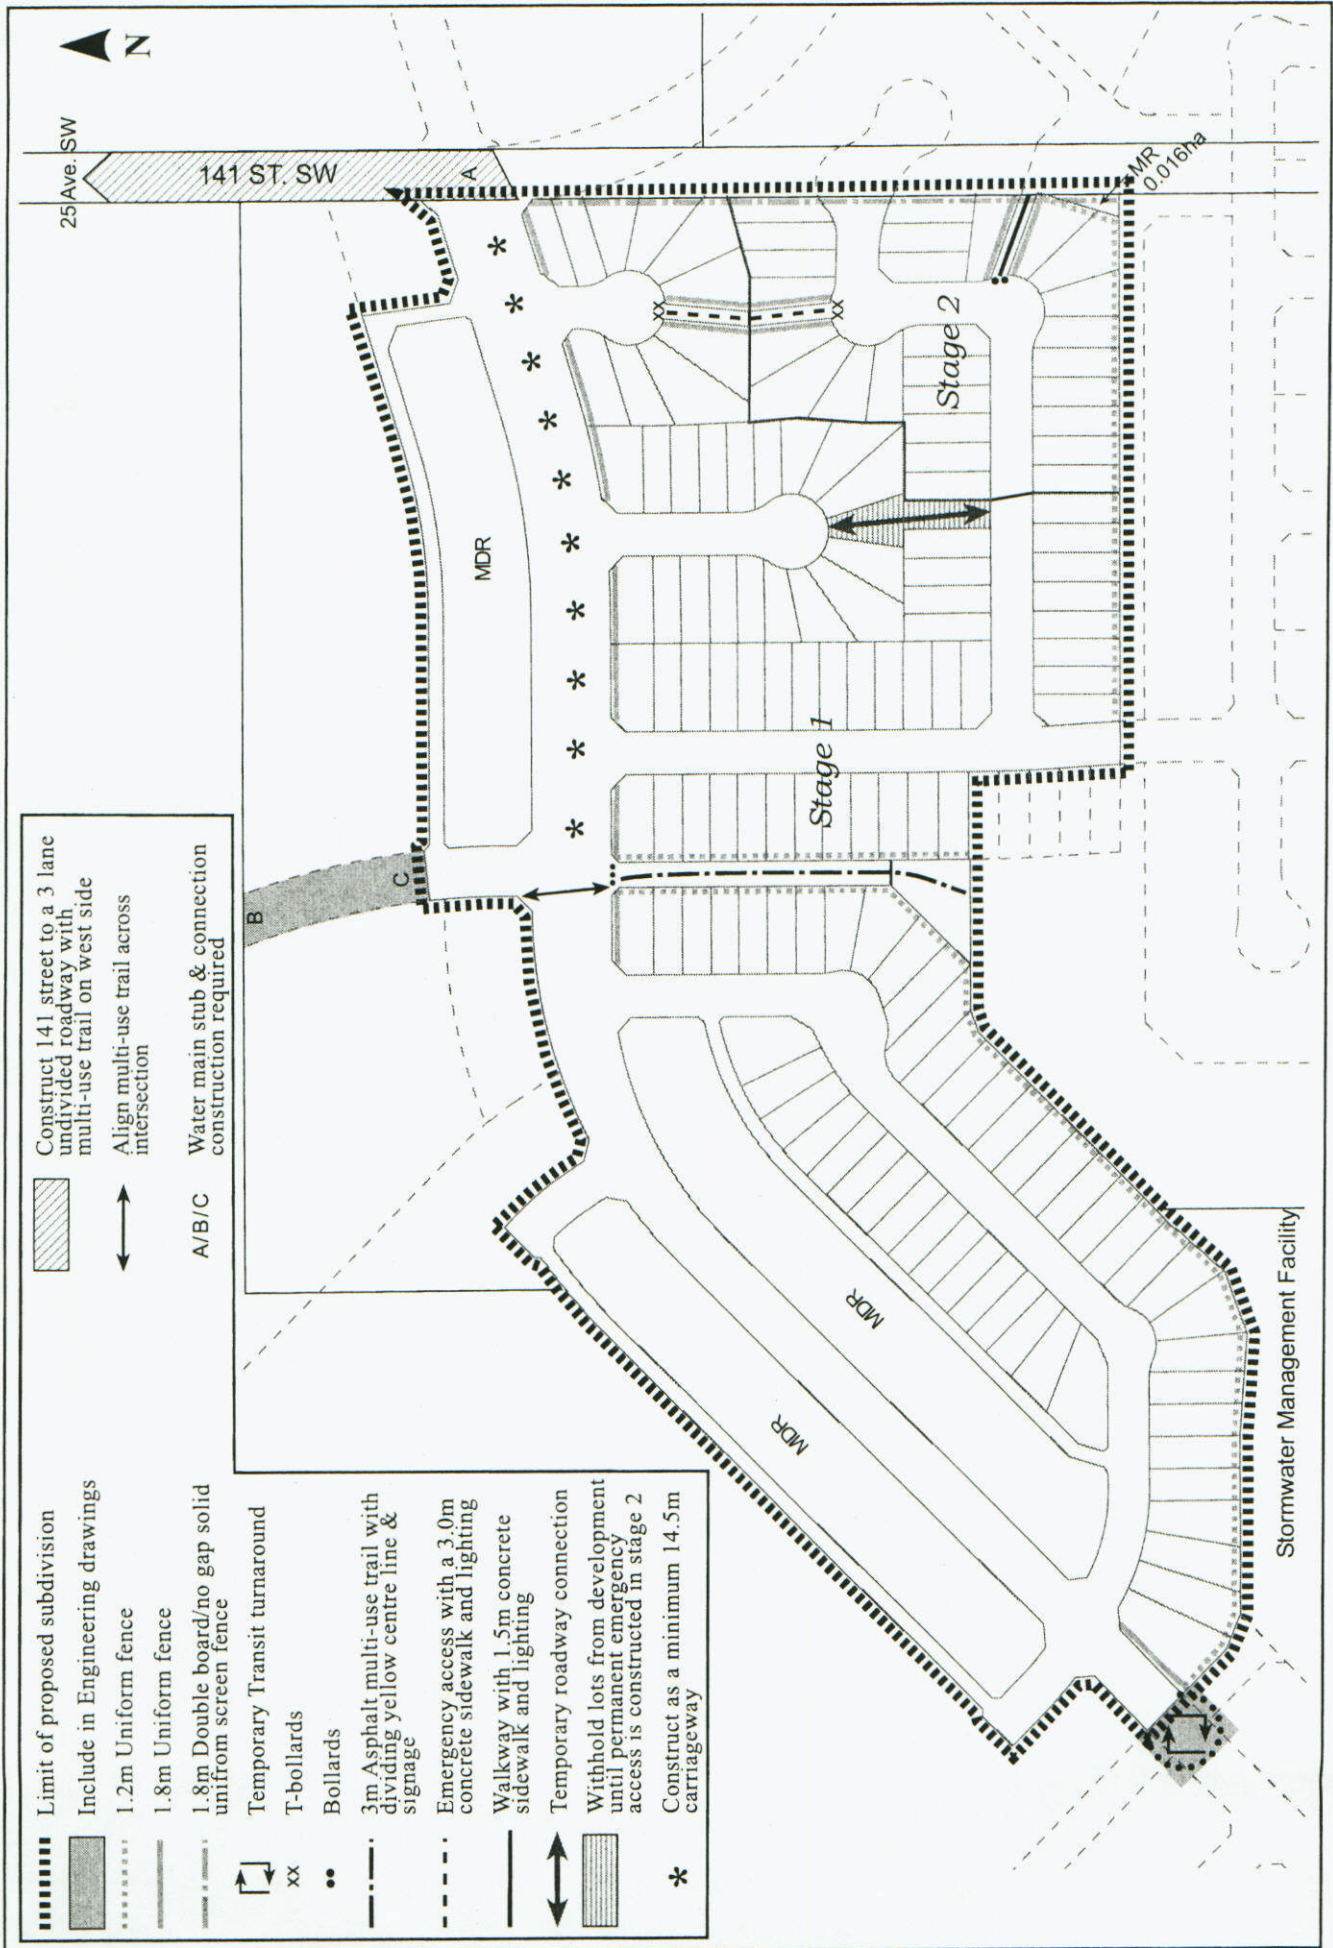 Limit of proposed subdivision
Include in Engineering drawings
1.2m Uniform fence
1.8m Uniform fence
1.8m Double board/no gap solid
unifrom screen fence
Temporary Transit turnaround
xx T-bollards
Bollards
3m Asphalt multi-use trail with
dividing yellow centre line &
signage
Emergency access with a 3.0m
concrete sidewalk and lighting
Walkway with 1.5m concrete
sidewalk and lighting
Temporary roadway connection
Withhold lots from development
until permanent emergency
access is constructed in stage 2
* Construct as a minimum 14.5m
carriageway
Construct 141 street to a 3 lane
undivided roadway with
multi-use trail on west side
Align multi-use trail across
intersection
A/B/C Water main stub & connection
construction required
N
25 Ave. SW
141 ST. SW
A
B
C
MDR
MDR
MDR
xx
xx
Stage 1
Stage 2
MR
0.016ha
* * * * * * * * * *
Stormwater Management Facility